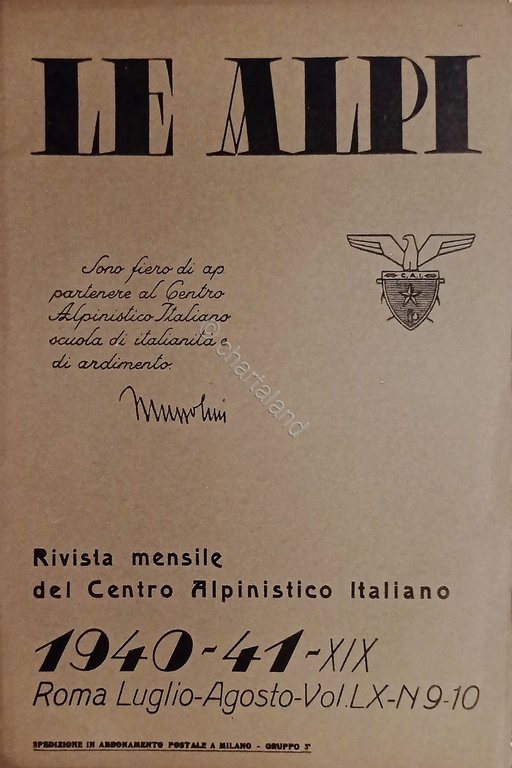 LE ALPI
C.A.I.
Sono fiero di ap
partenere al Centro
Alpinistico Italiano
scuola di italianità e
di ardimento.
Mussolini
© chartaland
Rivista mensile
del Centro Alpinistico Italiano
1940-41-XIX
Roma Luglio-Agosto-Vol.LX-N 9-10
SPEDIZIONE IN ABBONAMENTO POSTALE A MILANO - GRUPPO 3°